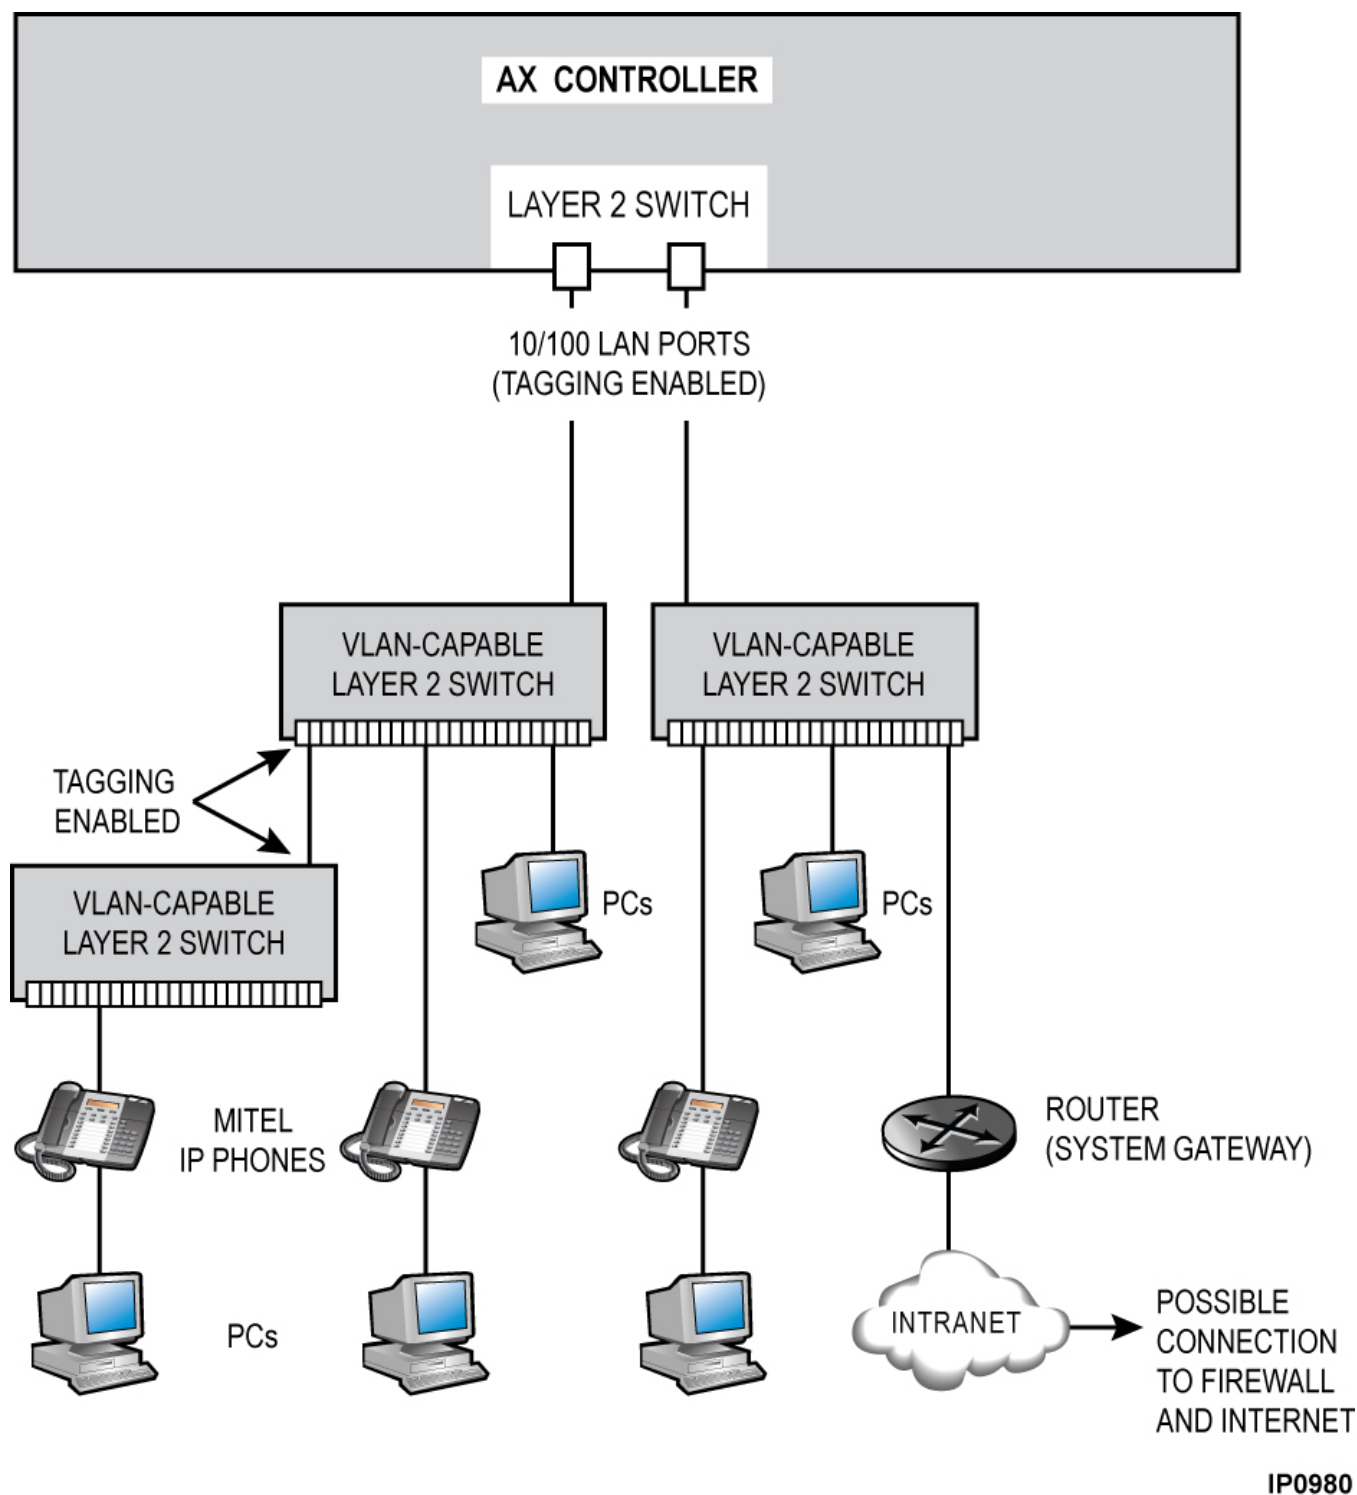 AX CONTROLLER
LAYER 2 SWITCH
10/100 LAN PORTS
(TAGGING ENABLED)
VLAN-CAPABLE
LAYER 2 SWITCH
VLAN-CAPABLE
LAYER 2 SWITCH
TAGGING
ENABLED
VLAN-CAPABLE
LAYER 2 SWITCH
PCs
PCs
MITEL
IP PHONES
ROUTER
(SYSTEM GATEWAY)
PCs
INTRANET
POSSIBLE
CONNECTION
TO FIREWALL
AND INTERNET
IP0980